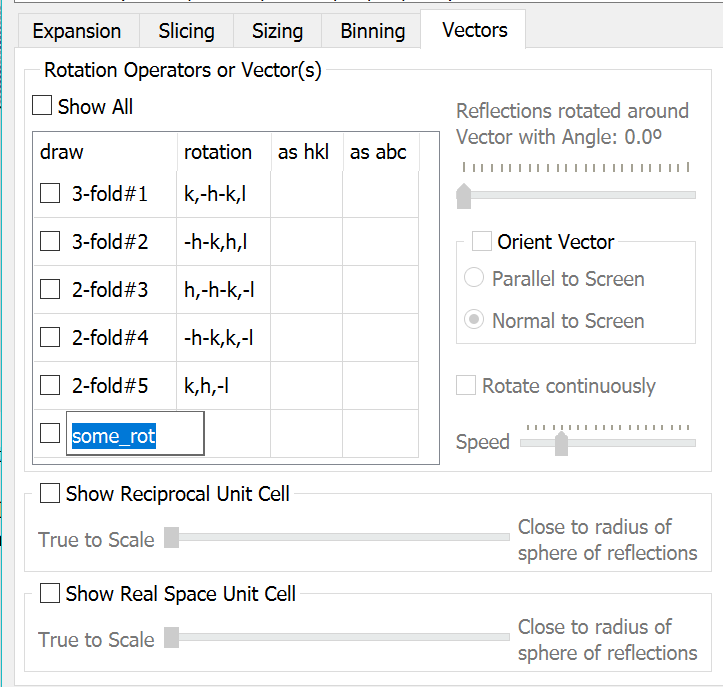 Expansion Slicing Sizing Binning Vectors
Rotation Operators or Vector(s)
Show All
draw rotation as hkl as abc
3-fold#1 k,-h-k,l
3-fold#2 -h-k,h,l
2-fold#3 h,-h-k,-l
2-fold#4 -h-k,k,-l
2-fold#5 k,h,-l
some_rot
Reflections rotated around
Vector with Angle: 0.0º
Orient Vector
Parallel to Screen
Normal to Screen
Rotate continuously
Speed
Show Reciprocal Unit Cell
True to Scale
Close to radius of
sphere of reflections
Show Real Space Unit Cell
True to Scale
Close to radius of
sphere of reflections